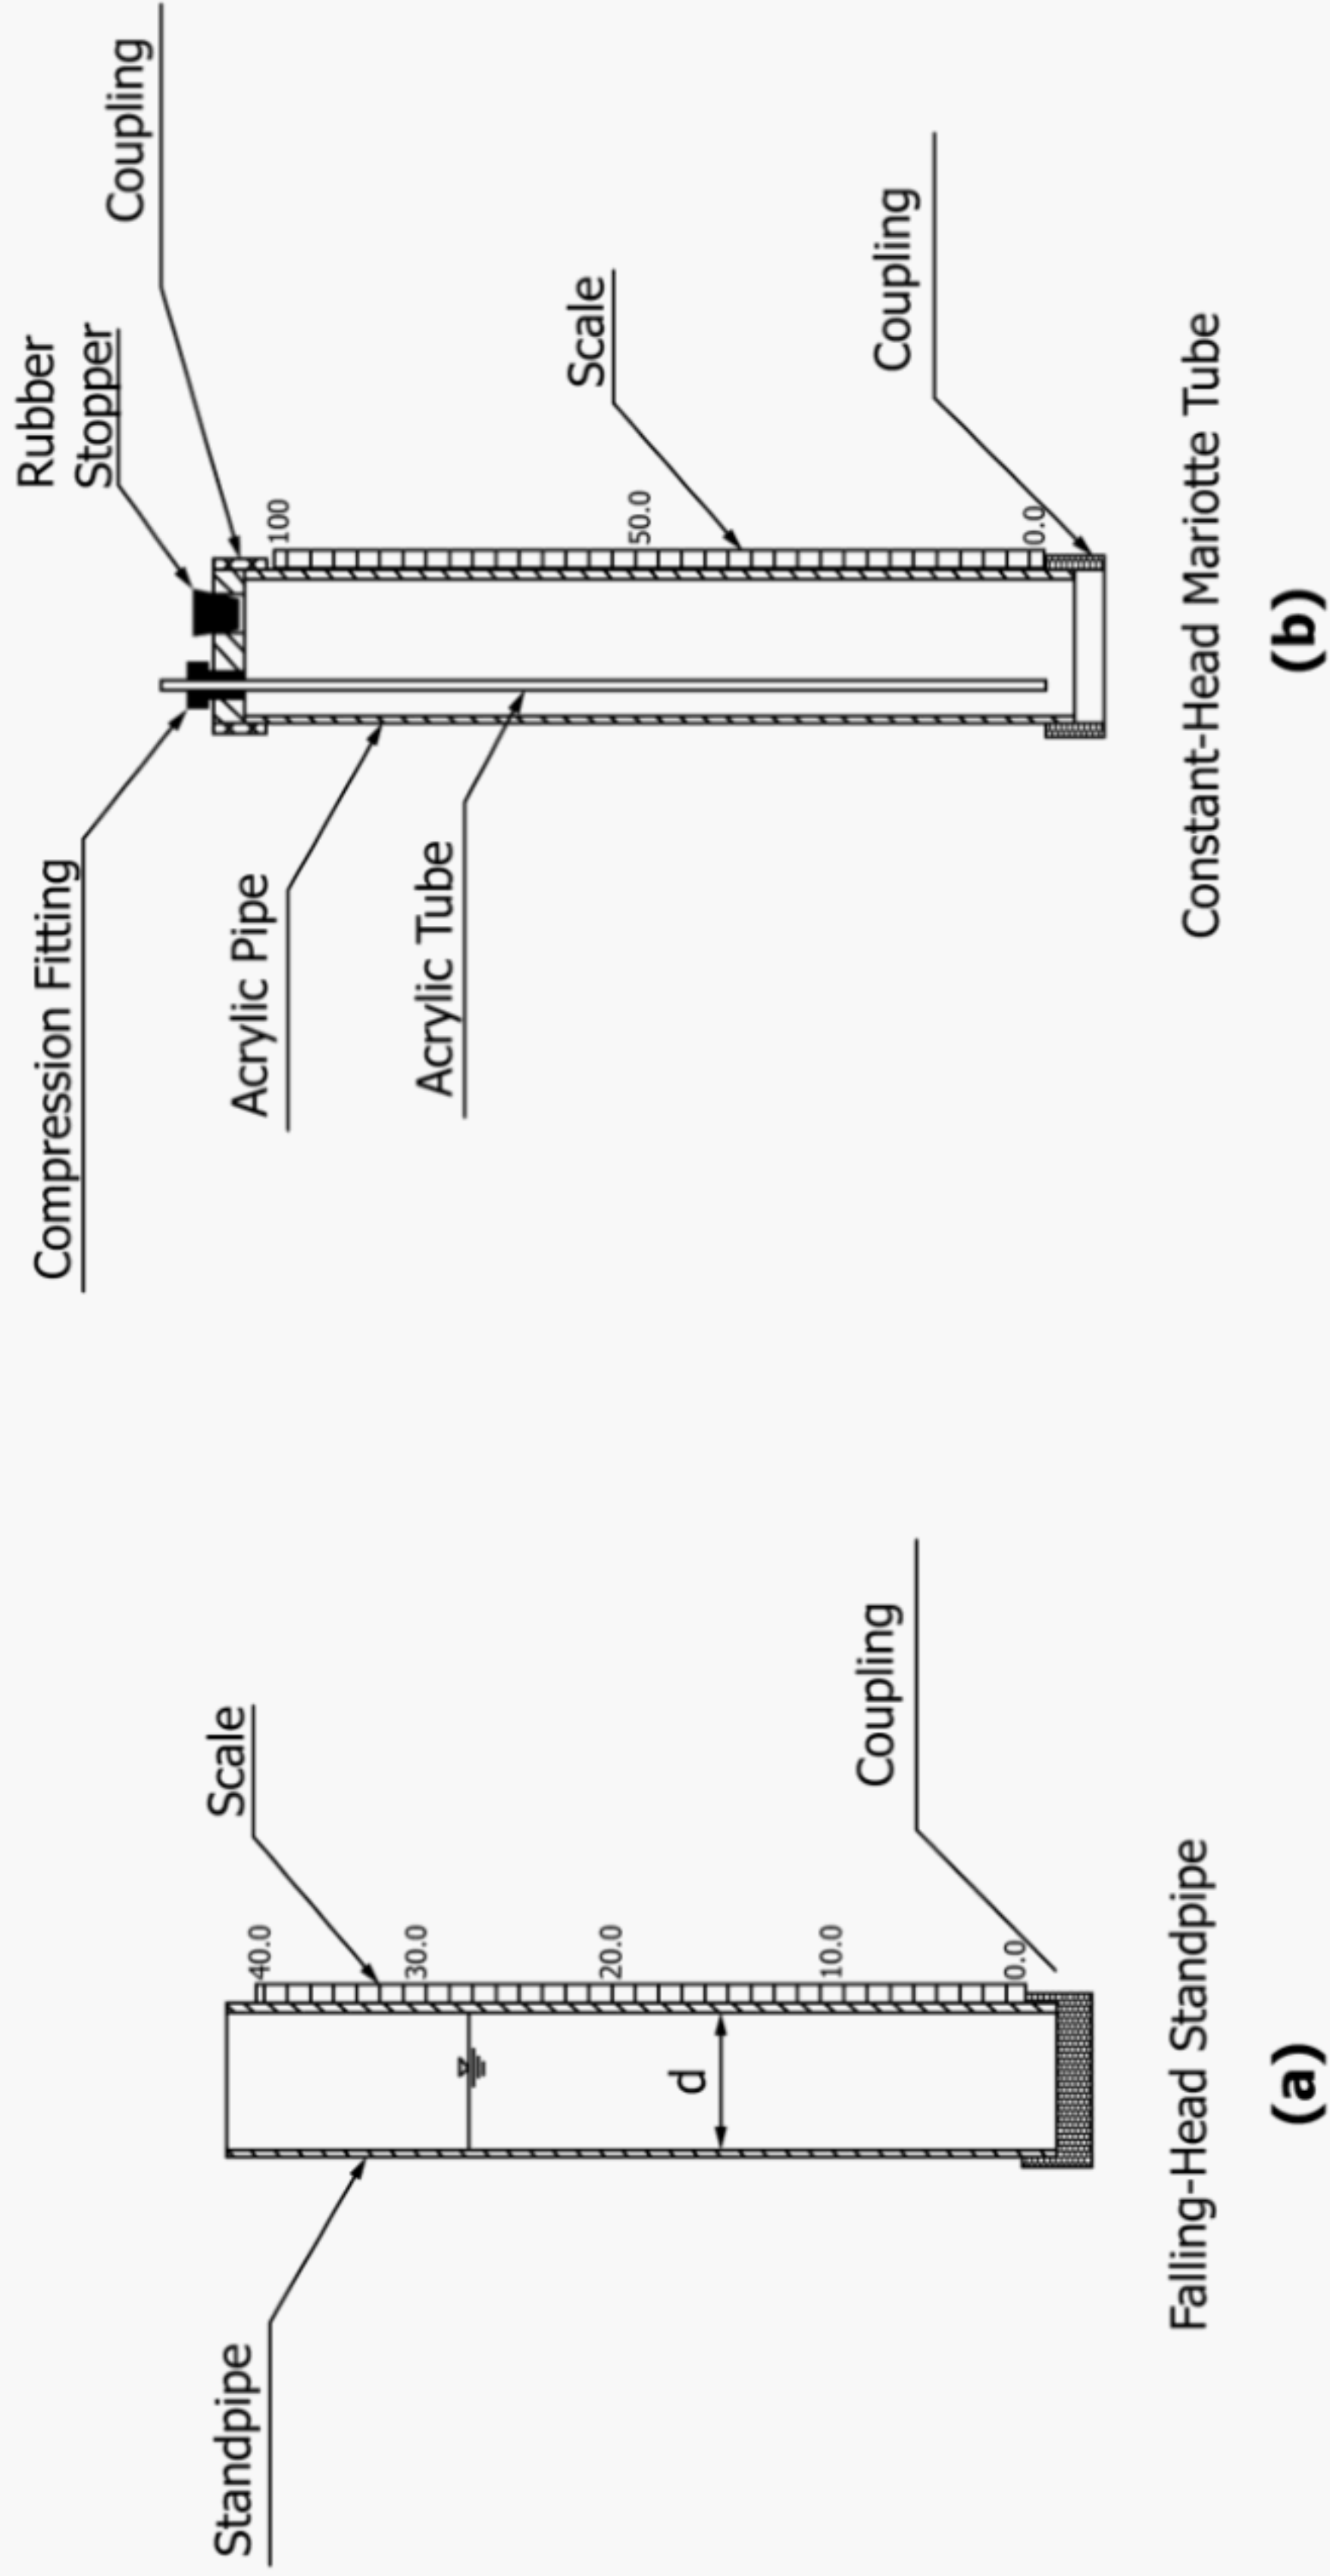 Standpipe
Scale
40.0
30.0
20.0
10.0
0.0
d
Coupling
Falling-Head Standpipe
(a)
Compression Fitting
Rubber
Stopper
Coupling
Acrylic Pipe
Acrylic Tube
100
50.0
0.0
Scale
Coupling
Constant-Head Mariotte Tube
(b)